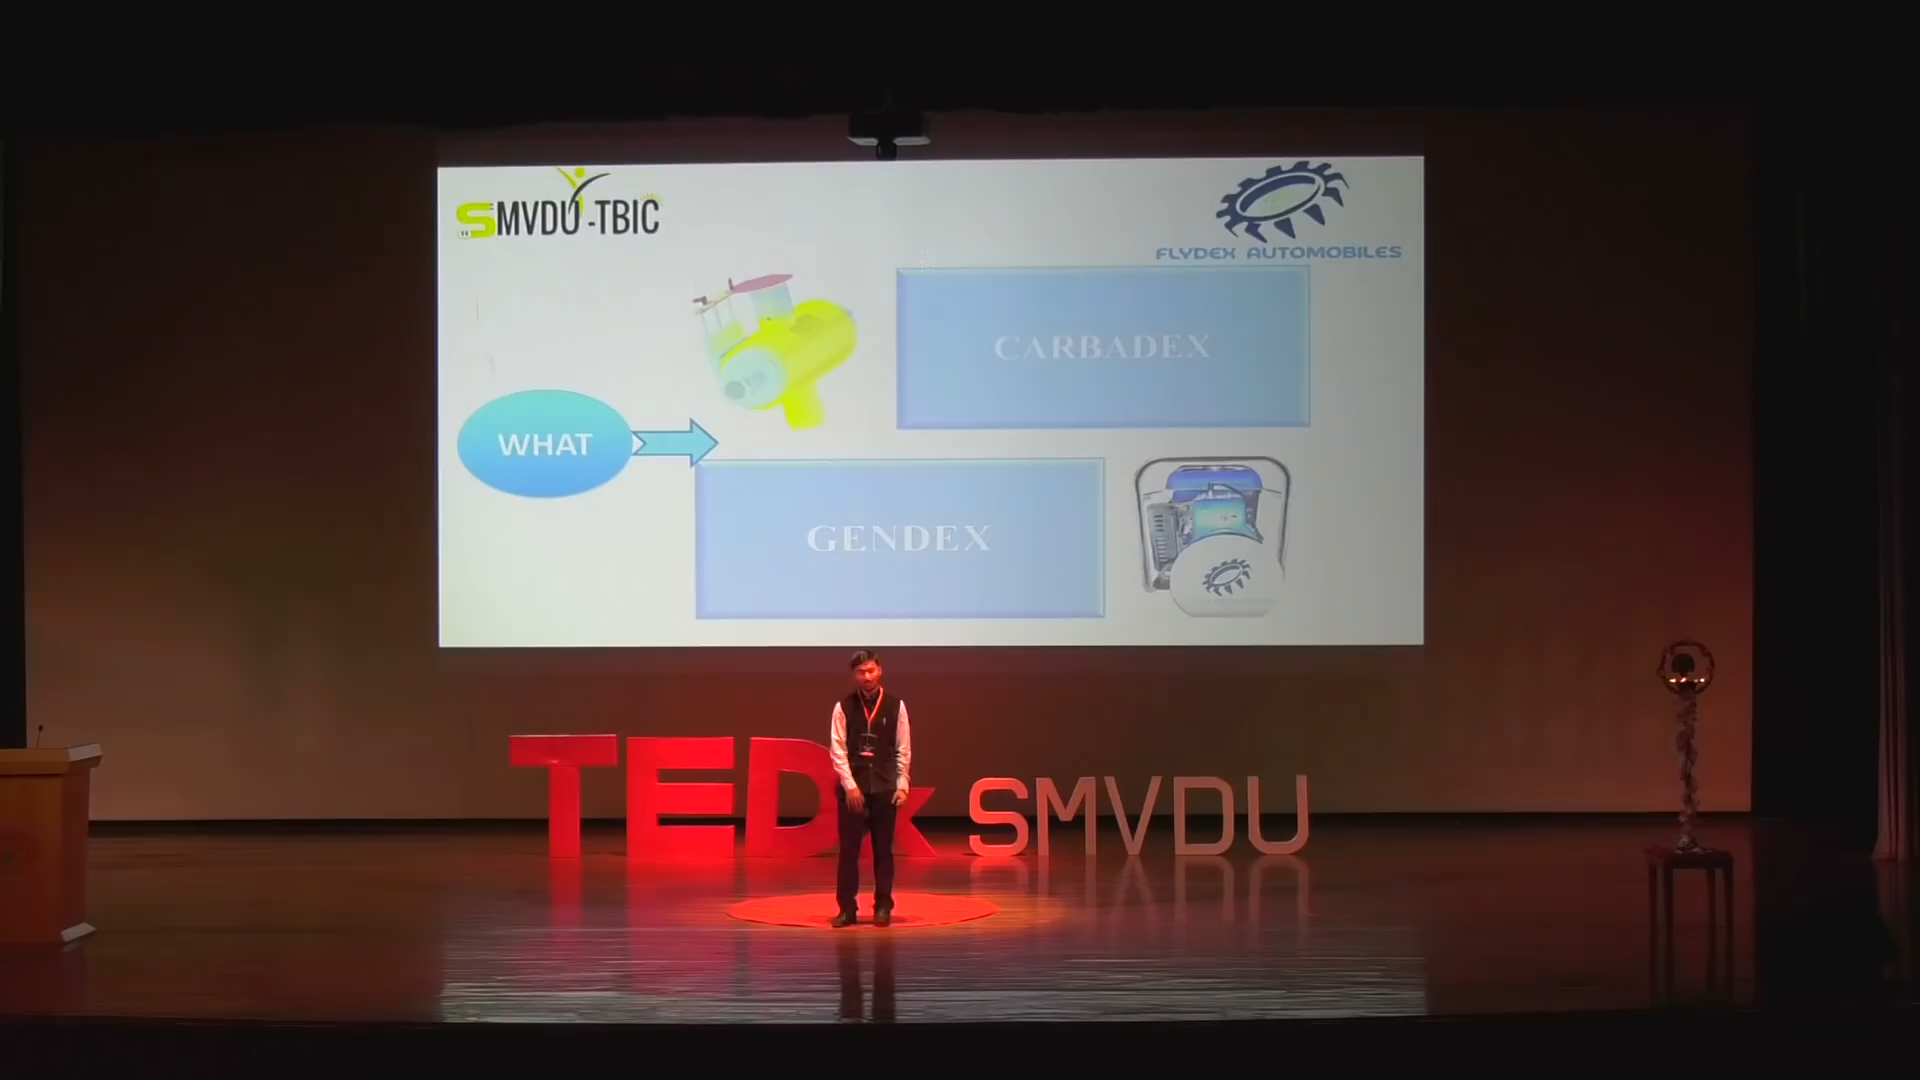 SMVDU-TBIC
FLYDEX AUTOMOBILES
CARBADEX
WHAT
GENDEX
TEDx SMVDU